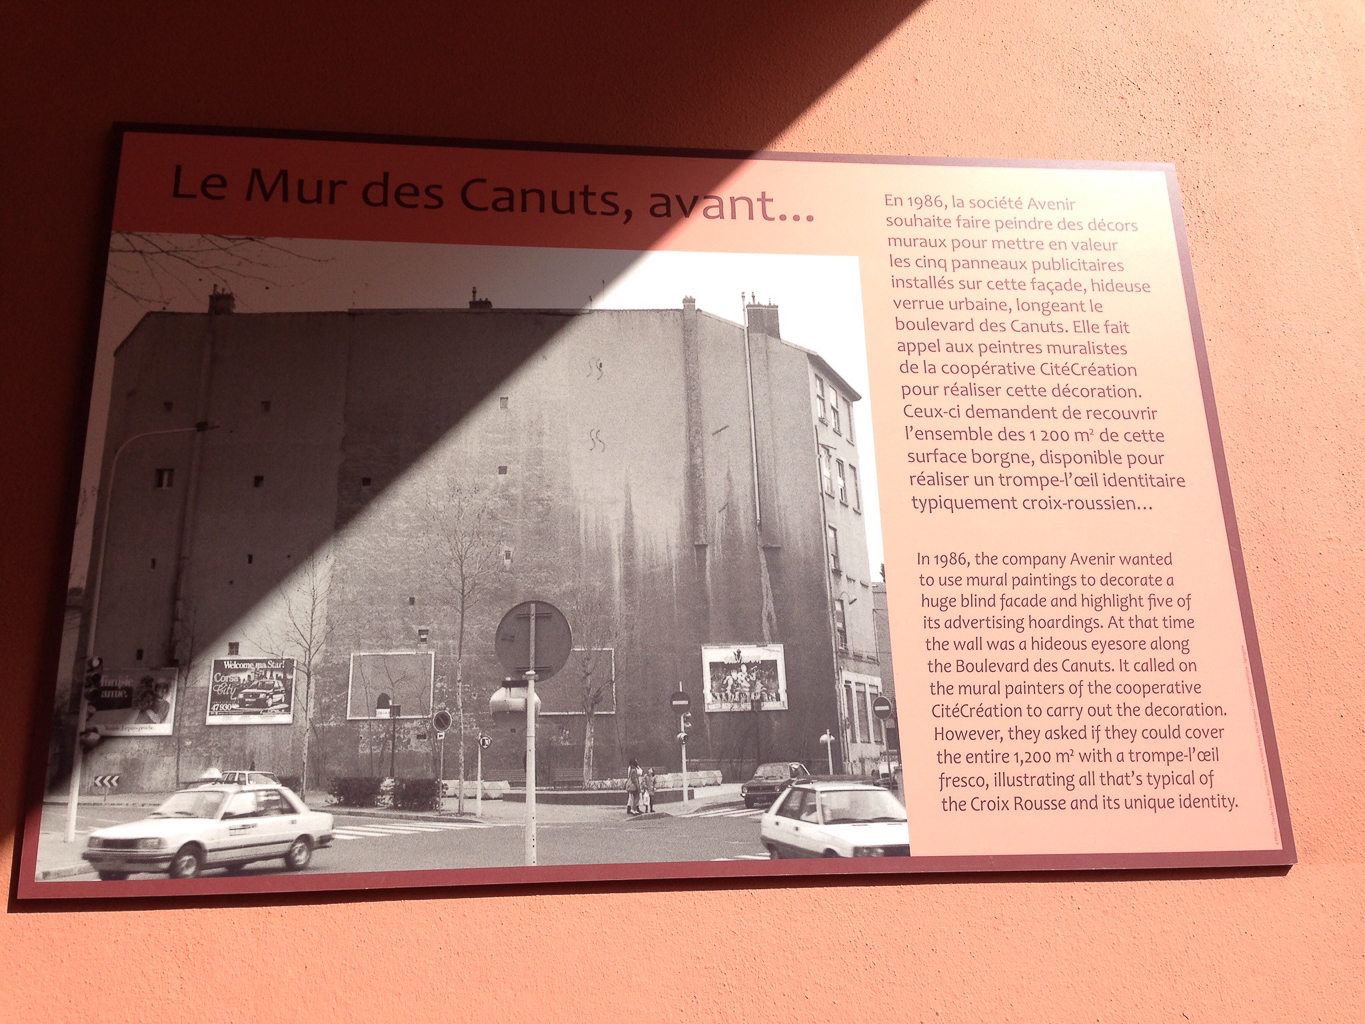 Le Mur des Canuts, avant...
En 1986, la société Avenir
souhaite faire peindre des décors
muraux pour mettre en valeur
les cinq panneaux publicitaires
installés sur cette façade, hideuse
verrue urbaine, longeant le
boulevard des Canuts. Elle fait
appel aux peintres muralistes
de la coopérative CitéCréation
pour réaliser cette décoration.
Ceux-ci demandent de recouvrir
l'ensemble des 1 200 m² de cette
surface borgne, disponible pour
réaliser un trompe-l'œil identitaire
typiquement croix-roussien...
In 1986, the company Avenir wanted
to use mural paintings to decorate a
huge blind facade and highlight five of
its advertising hoardings. At that time
the wall was a hideous eyesore along
the Boulevard des Canuts. It called on
the mural painters of the cooperative
CitéCréation to carry out the decoration.
However, they asked if they could cover
the entire 1,200 m² with a trompe-l'œil
fresco, illustrating all that's typical of
the Croix Rousse and its unique identity.
Welcome ma Star!
Corsa
City